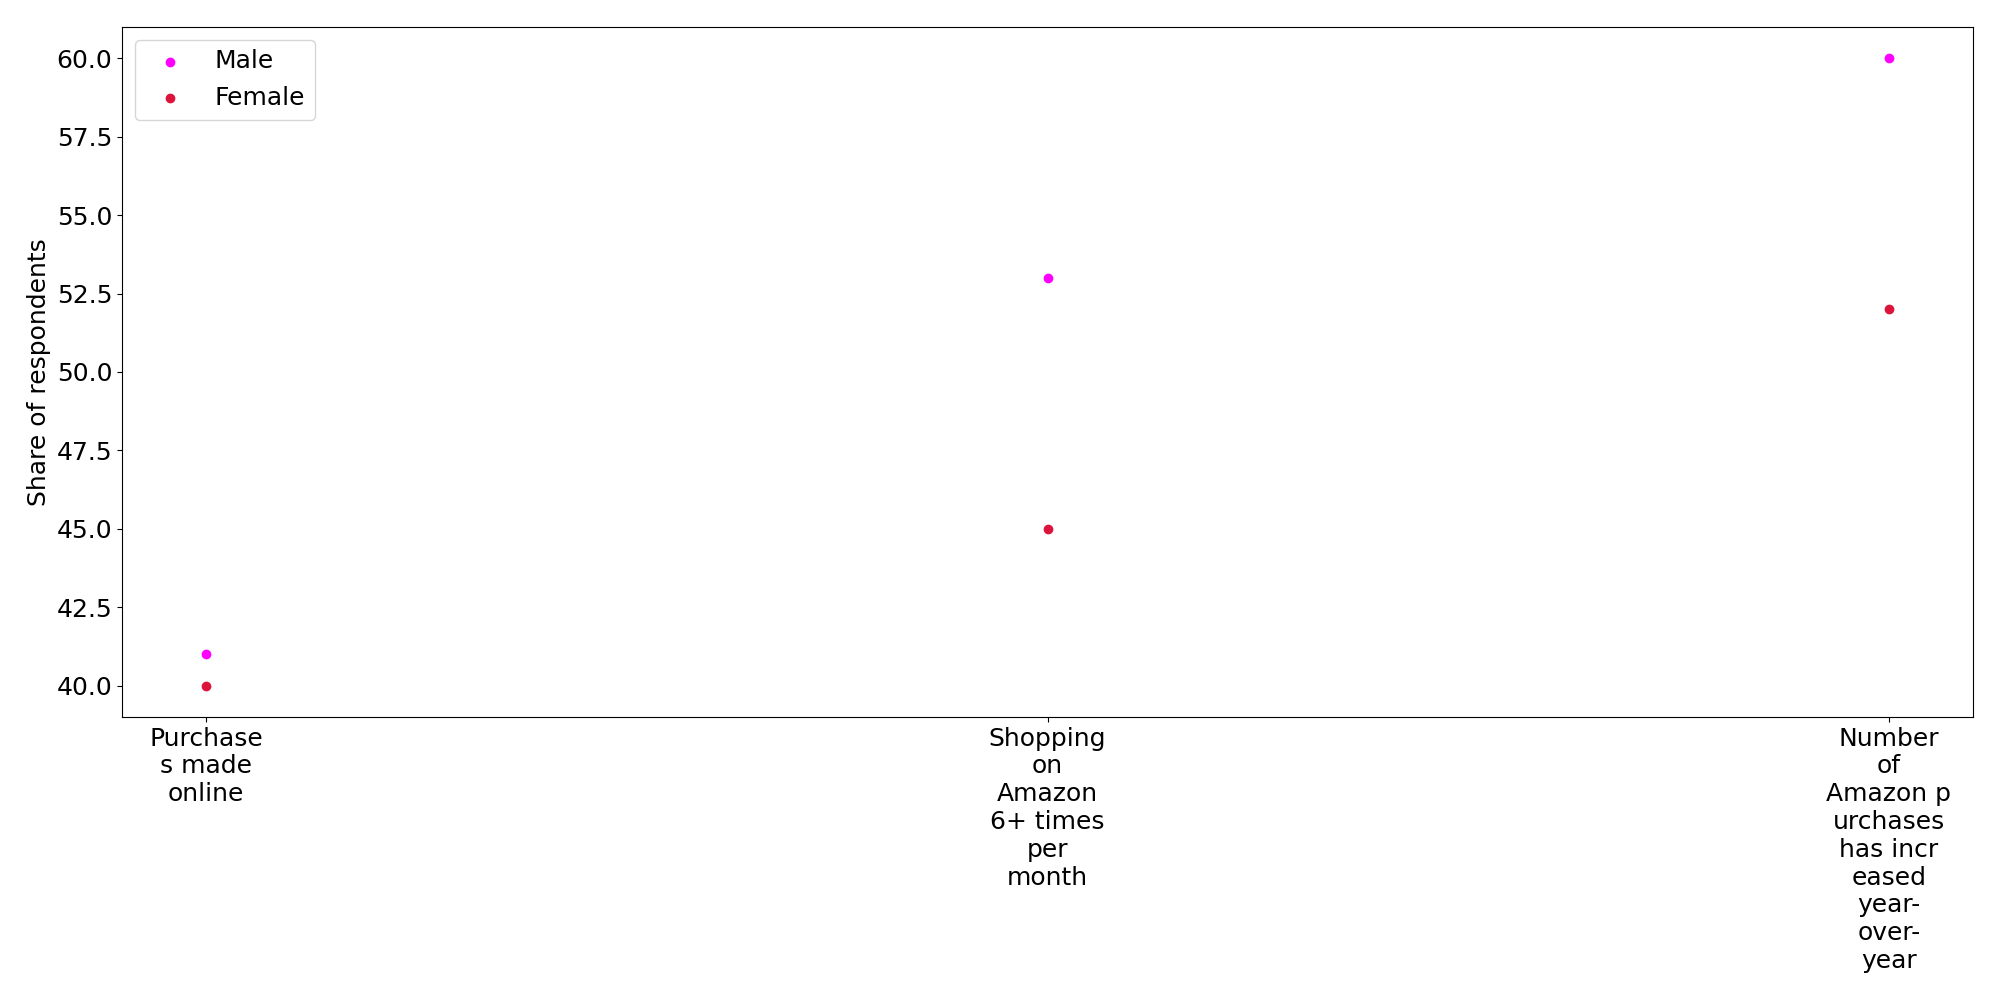 60.0
57.5
55.0
52.5
50.0
47.5
45.0
42.5
40.0
Share of respondents
Male
Female
Purchase
s made
online
Shopping
on
Amazon
6+ times
per
month
Number
of
Amazon p
urchases
has incr
eased
year-
over-
year